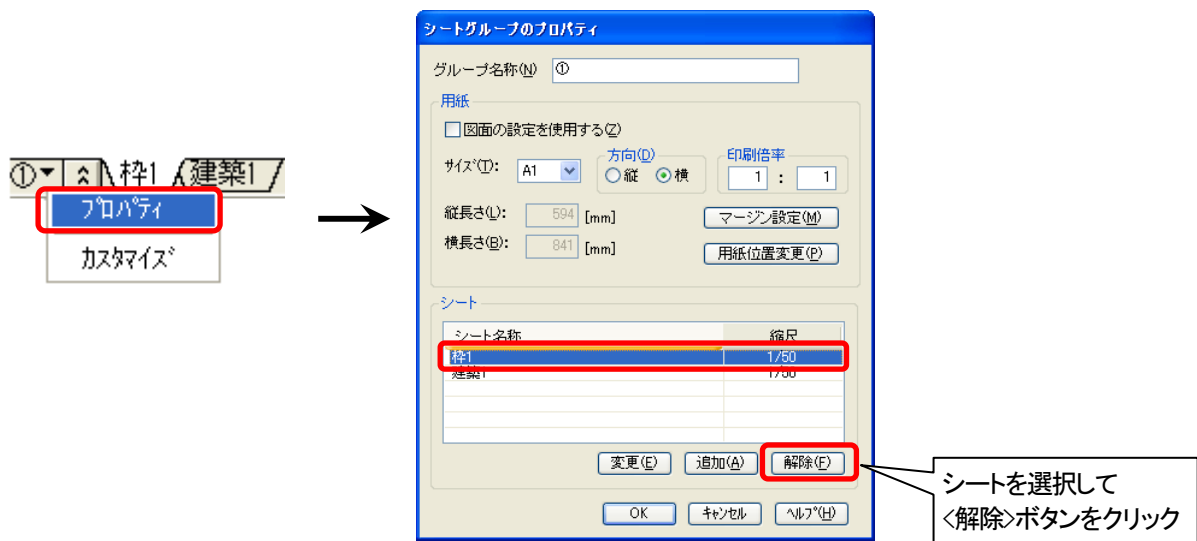 ①▼ 枠1 建築1
ﾌﾟﾛﾊﾟﾃｨ
ｶｽﾀﾏｲｽﾞ
シートグループのプロパティ
グループ名称(N) ①
用紙
図面の設定を使用する(Z)
ｻｲｽﾞ(T): A1
方向(D)
縦 横
印刷倍率
1 : 1
縦長さ(L): 594 [mm]
マージン設定(M)
横長さ(B): 841 [mm]
用紙位置変更(P)
シート
シート名称 縮尺
枠1 1/50
建築1 1/50
変更(E) 追加(A) 解除(F)
OK ｷｬﾝｾﾙ ﾍﾙﾌﾟ(H)
シートを選択して
<解除>ボタンをクリック